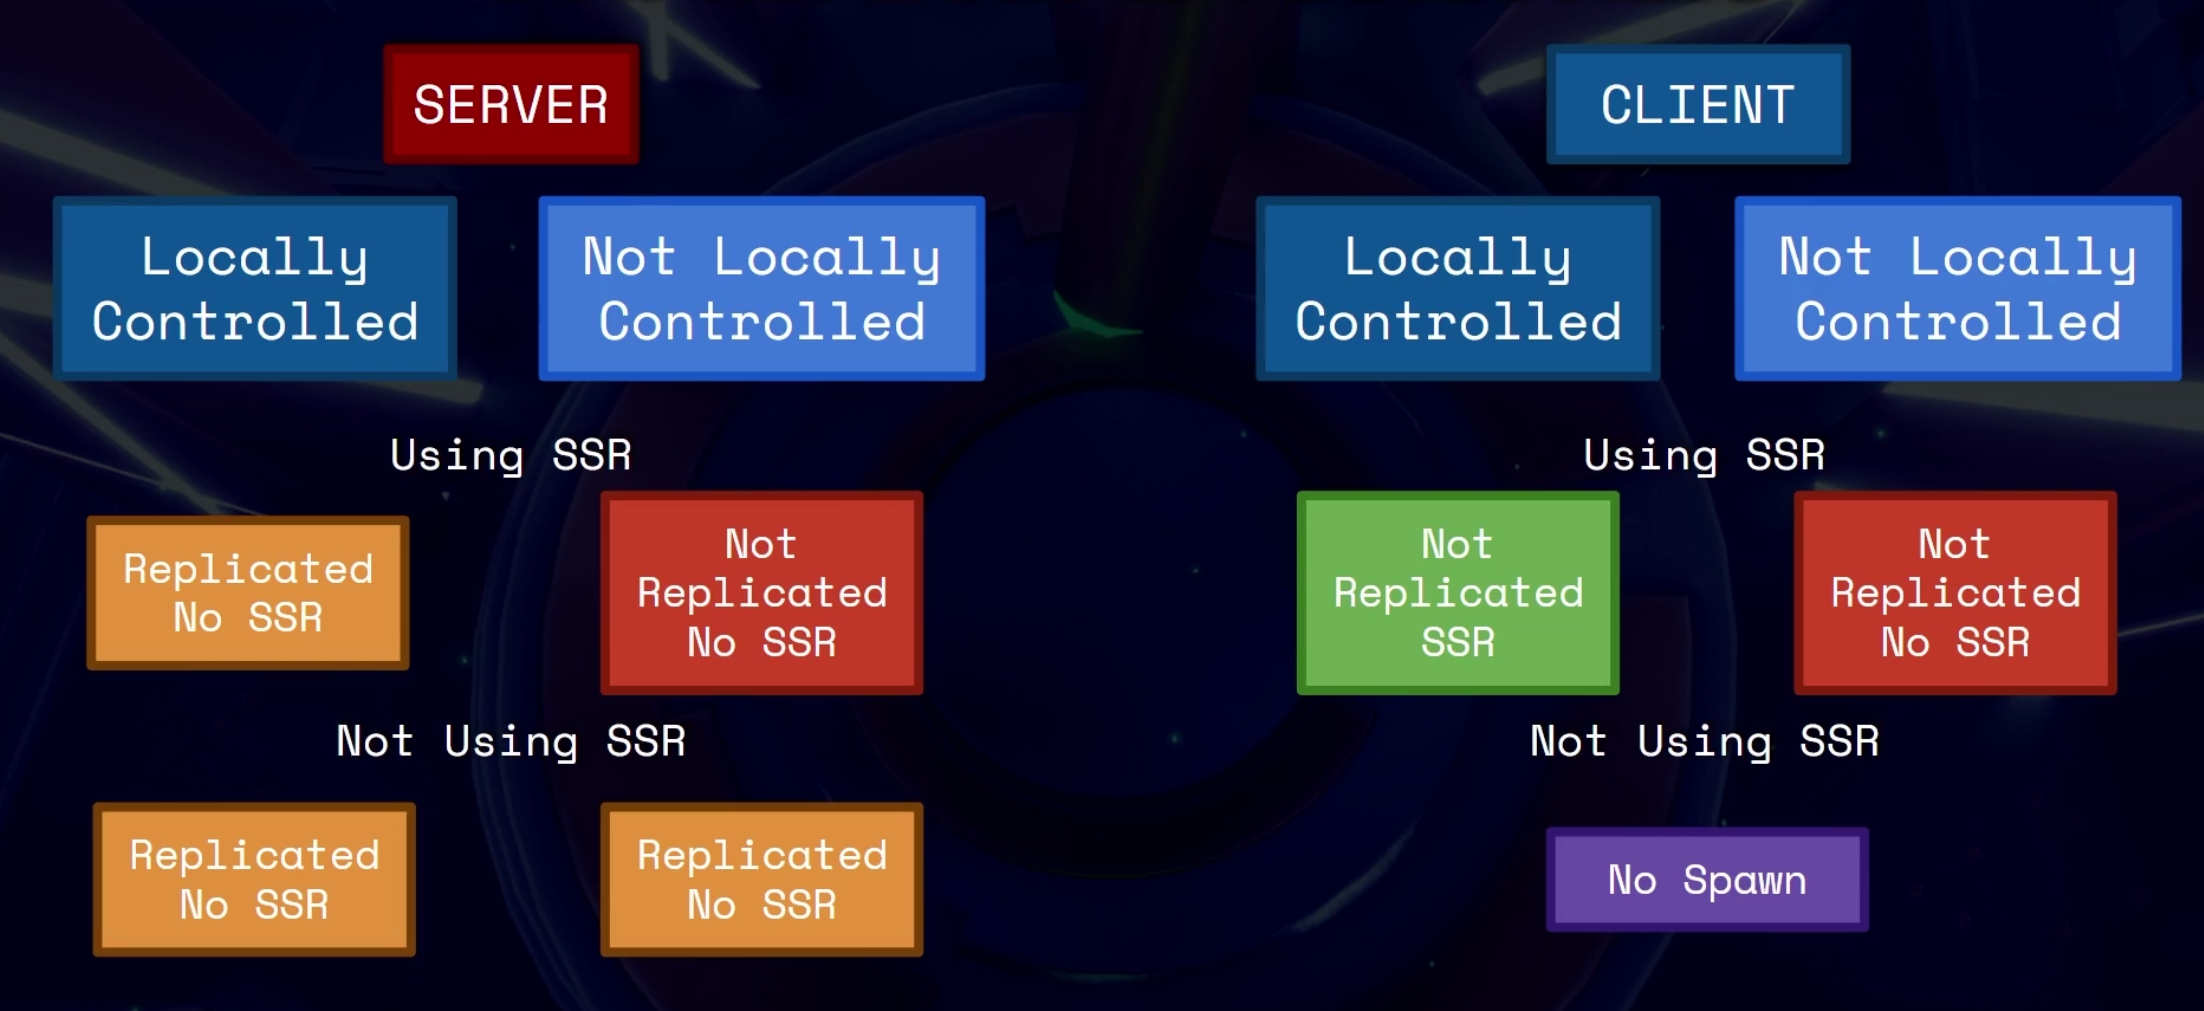 SERVER
CLIENT
Locally
Controlled
Not Locally
Controlled
Locally
Controlled
Not Locally
Controlled
Using SSR
Using SSR
Replicated
No SSR
Not
Replicated
No SSR
Not
Replicated
SSR
Not
Replicated
No SSR
Not Using SSR
Not Using SSR
Replicated
No SSR
Replicated
No SSR
No Spawn